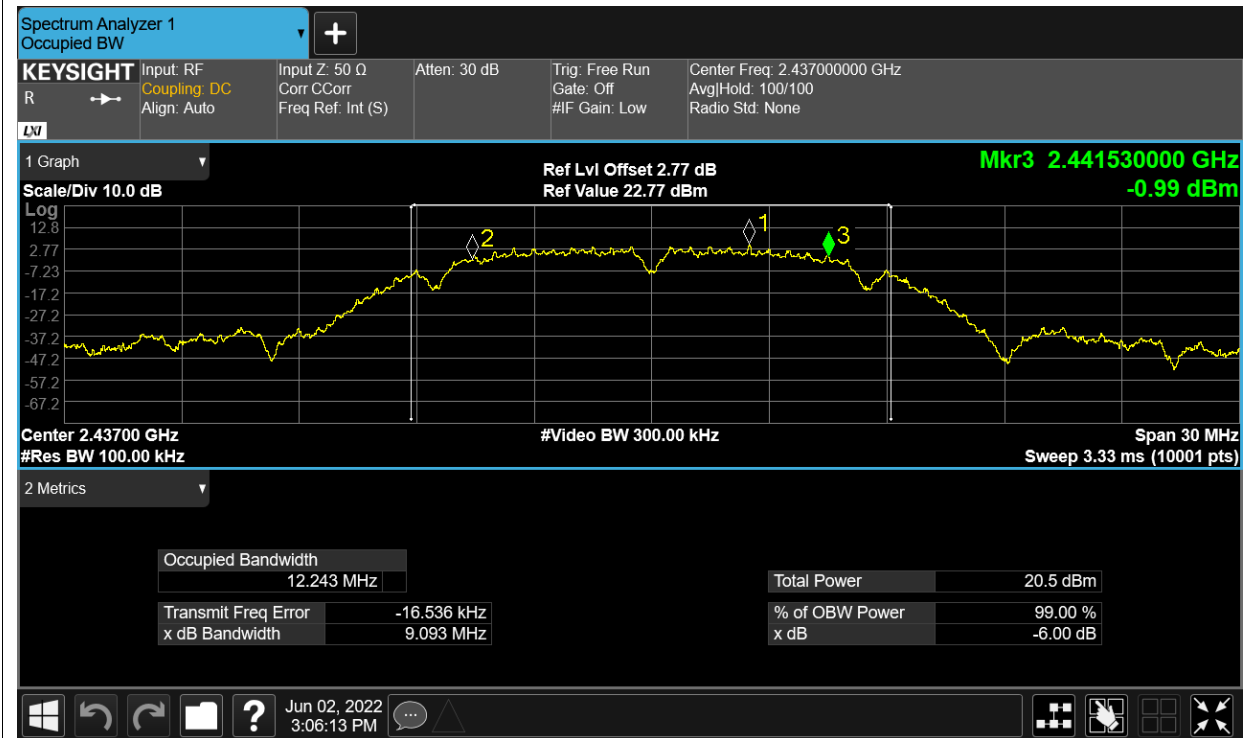 Spectrum Analyzer 1
Occupied BW
KEYSIGHT
R
LXI
Input: RF
Coupling: DC
Align: Auto
Input Z: 50 Ω
Corr CCorr
Freq Ref: Int (S)
Atten: 30 dB
Trig: Free Run
Gate: Off
#IF Gain: Low
Center Freq: 2.437000000 GHz
Avg|Hold: 100/100
Radio Std: None
1 Graph
Scale/Div 10.0 dB
Ref Lvl Offset 2.77 dB
Ref Value 22.77 dBm
Mkr3 2.441530000 GHz
-0.99 dBm
Log
12.8
2.77
-7.23
-17.2
-27.2
-37.2
-47.2
-57.2
-67.2
2
1
3
Center 2.43700 GHz
#Video BW 300.00 kHz
Span 30 MHz
#Res BW 100.00 kHz
Sweep 3.33 ms (10001 pts)
2 Metrics
Occupied Bandwidth
12.243 MHz
Total Power 20.5 dBm
Transmit Freq Error -16.536 kHz
% of OBW Power 99.00 %
x dB Bandwidth 9.093 MHz
x dB -6.00 dB
?
Jun 02, 2022
3:06:13 PM